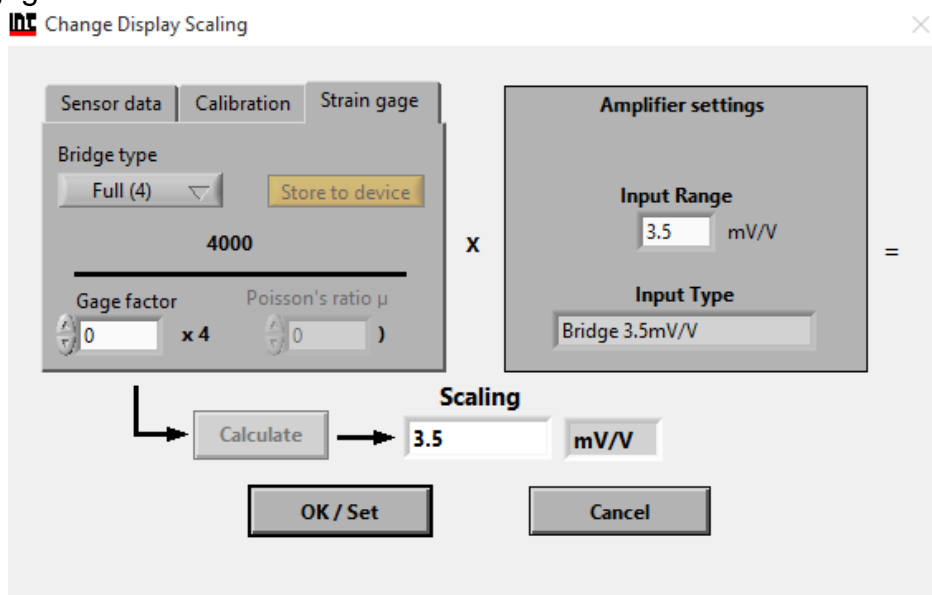 INT Change Display Scaling
Sensor data Calibration Strain gage
Bridge type
Full (4) Store to device
4000
Gage factor Poisson's ratio µ
0 x 4 0 )
X
Amplifier settings
Input Range
3.5 mV/V
Input Type
Bridge 3.5mV/V
=
Scaling
Calculate 3.5 mV/V
OK / Set Cancel